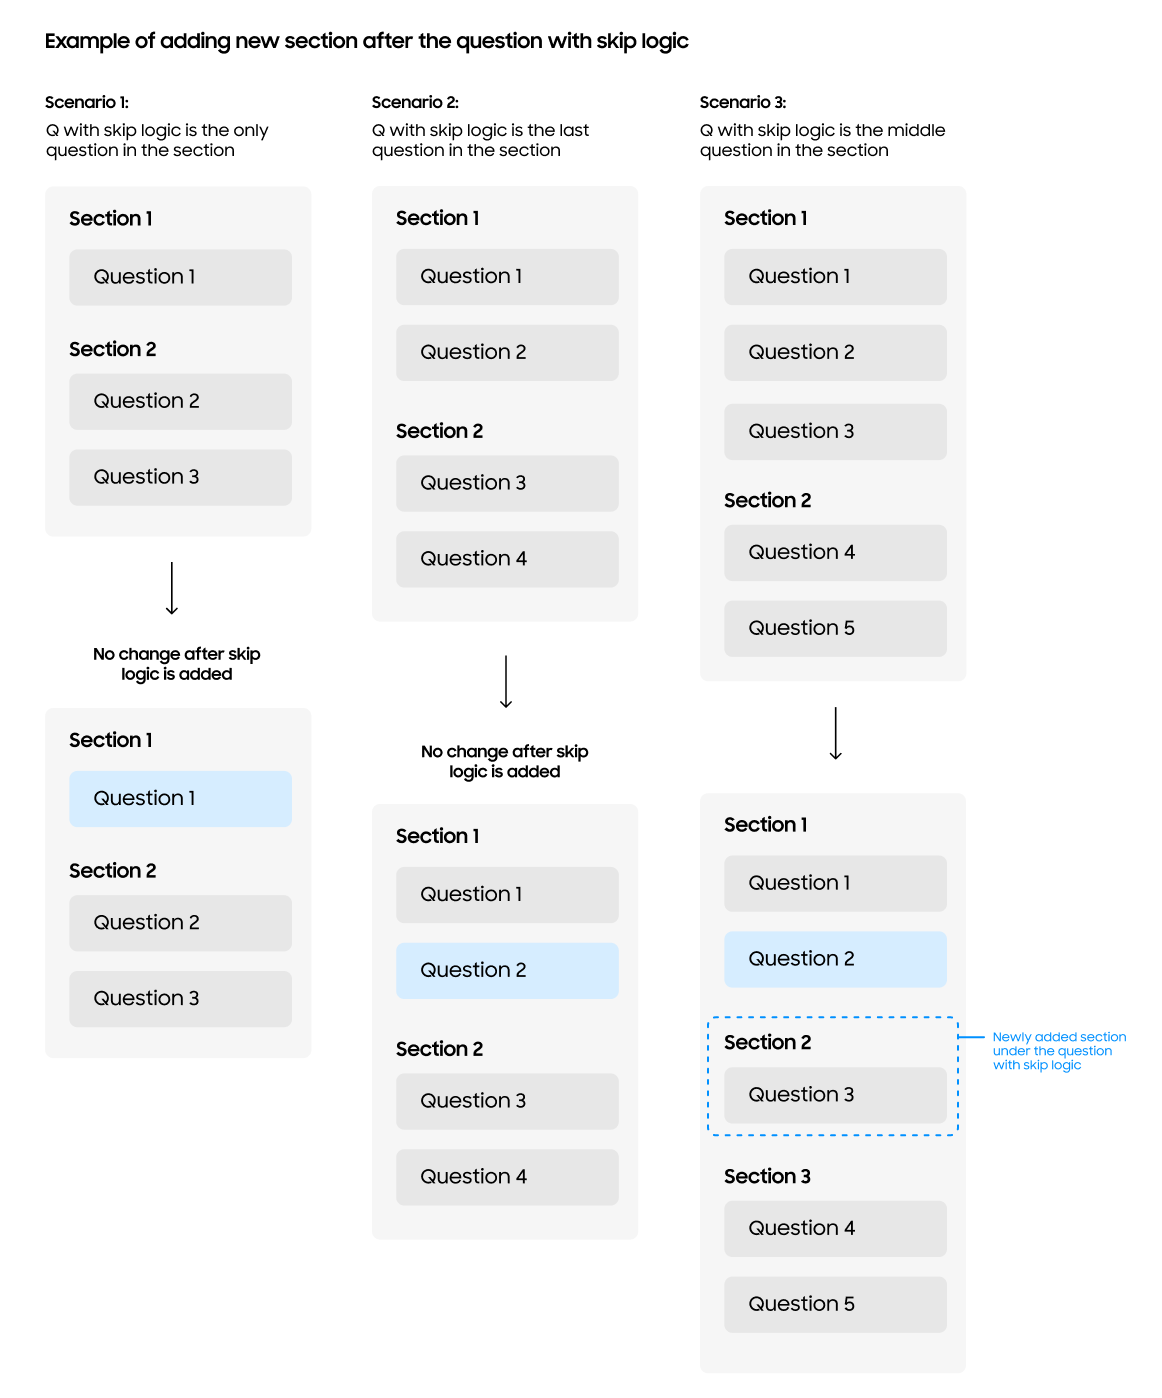 Example of adding new section after the question with skip logic
Scenario 1:
Q with skip logic is the only
question in the section
Section 1
Question 1
Section 2
Question 2
Question 3
No change after skip
logic is added
Section 1
Question 1
Section 2
Question 2
Question 3
Scenario 2:
Q with skip logic is the last
question in the section
Section 1
Question 1
Question 2
Section 2
Question 3
Question 4
No change after skip
logic is added
Section 1
Question 1
Question 2
Section 2
Question 3
Question 4
Scenario 3:
Q with skip logic is the middle
question in the section
Section 1
Question 1
Question 2
Question 3
Section 2
Question 4
Question 5
Section 1
Question 1
Question 2
Section 2
Question 3
Newly added section
under the question
with skip logic
Section 3
Question 4
Question 5